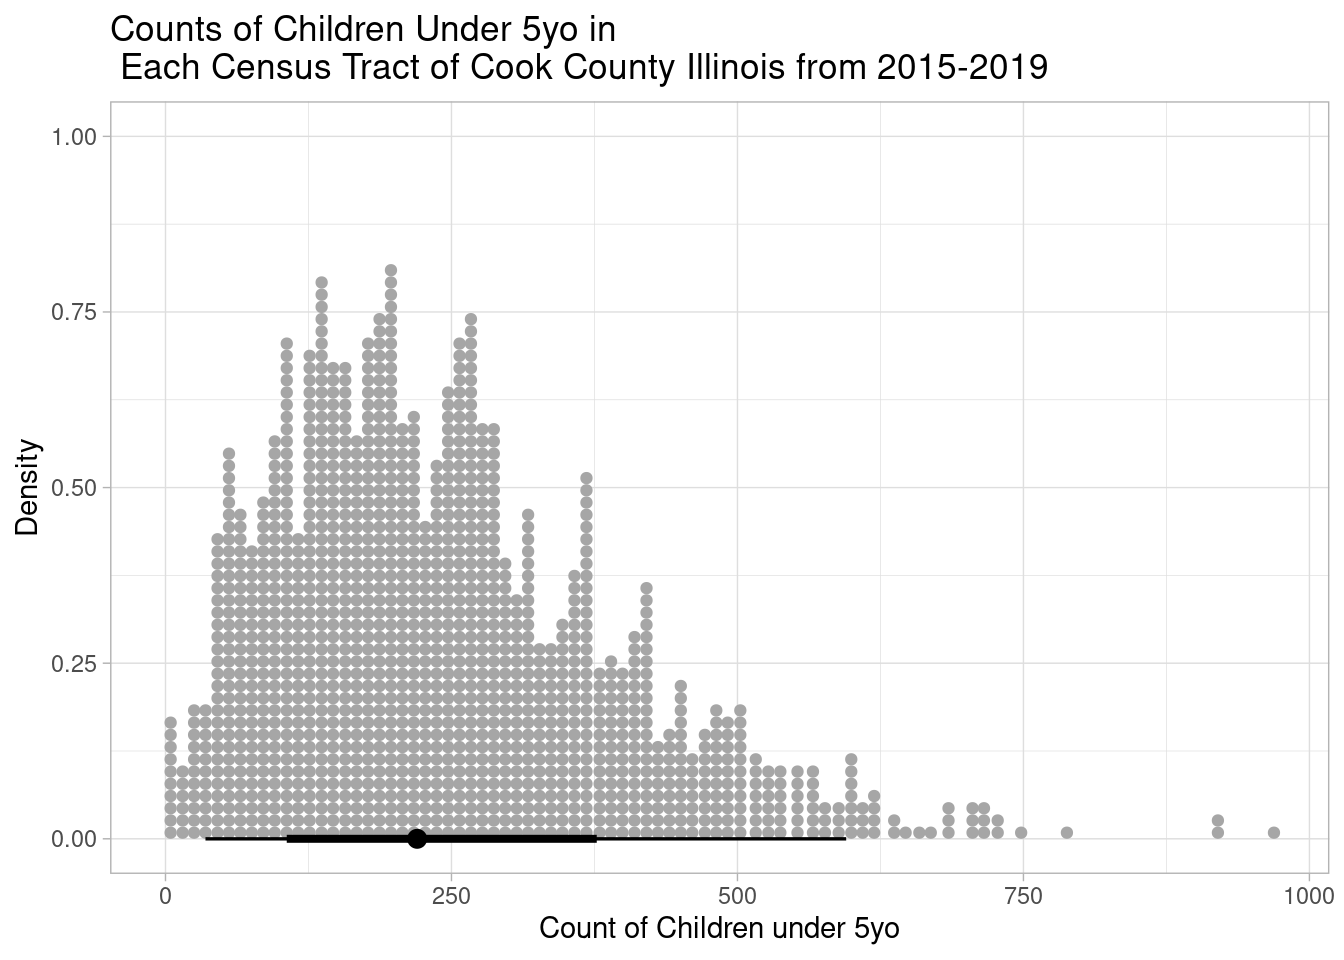 Counts of Children Under 5yo in
Each Census Tract of Cook County Illinois from 2015-2019
1.00
0.75
0.50
0.25
0.00
Density
0 250 500 750 1000
Count of Children under 5yo